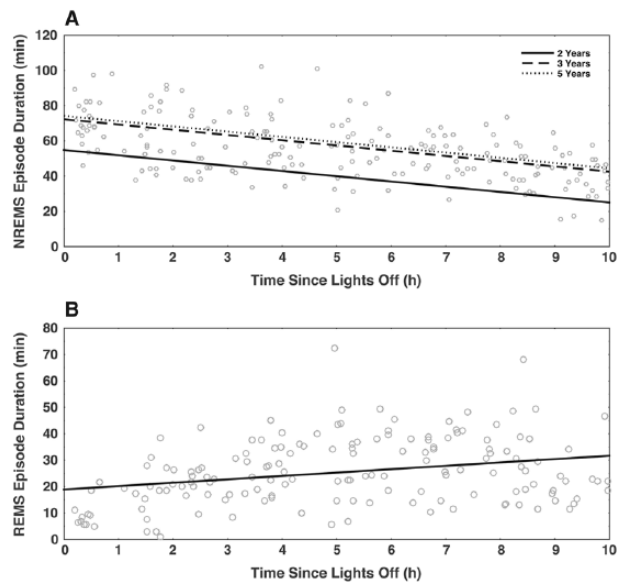 A
NREMS Episode Duration (min)
120
100
80
60
40
20
0
2 Years
3 Years
5 Years
0 1 2 3 4 5 6 7 8 9 10
Time Since Lights Off (h)
B
REMS Episode Duration (min)
80
70
60
50
40
30
20
10
0
0 1 2 3 4 5 6 7 8 9 10
Time Since Lights Off (h)